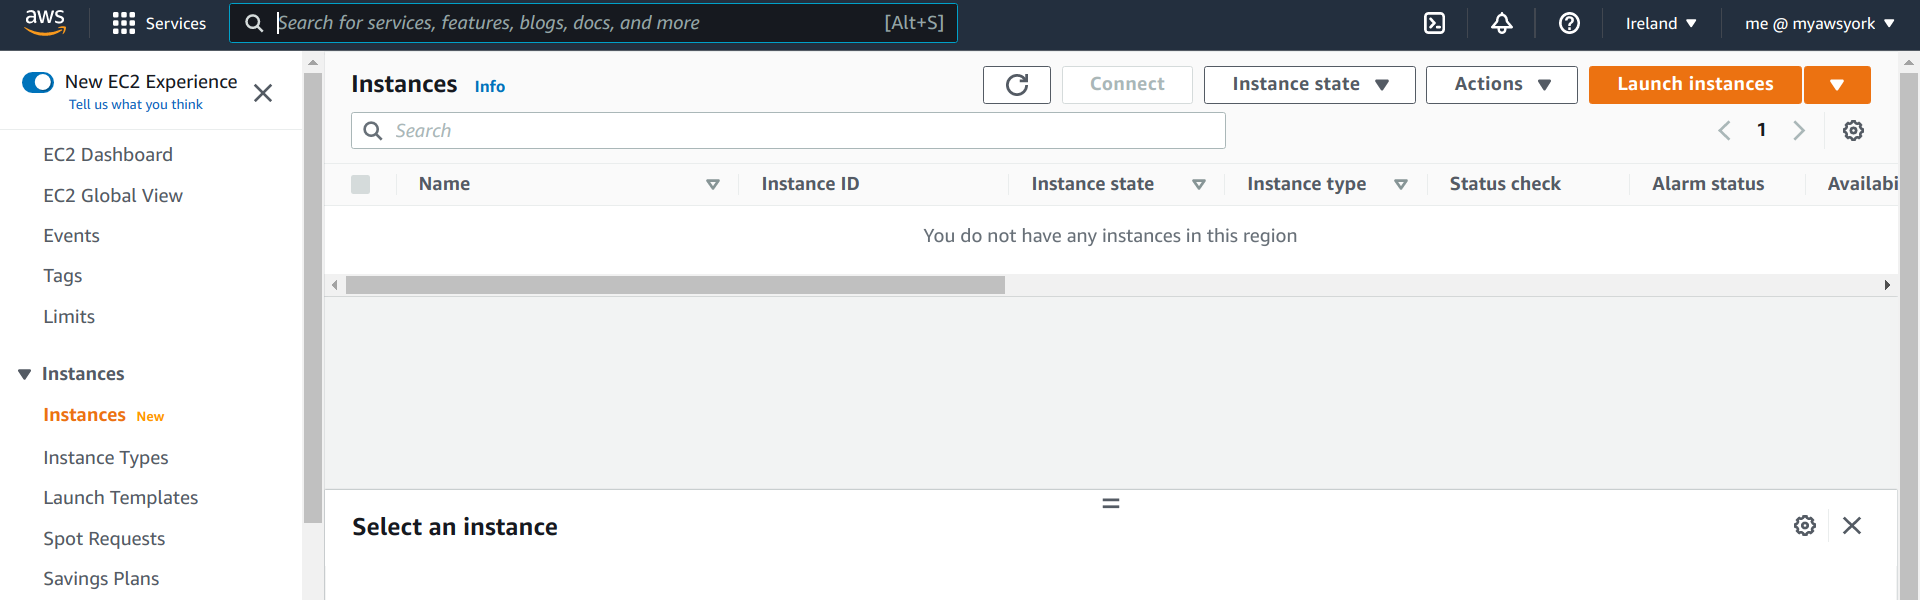 aws
Services
Search for services, features, blogs, docs, and more [Alt+S]
Ireland
me @ myawsyork
New EC2 Experience
Tell us what you think
EC2 Dashboard
EC2 Global View
Events
Tags
Limits
Instances
Instances New
Instance Types
Launch Templates
Spot Requests
Savings Plans
Instances Info
Connect
Instance state
Actions
Launch instances
Search
1
Name
Instance ID
Instance state
Instance type
Status check
Alarm status
Availabi
You do not have any instances in this region
Select an instance